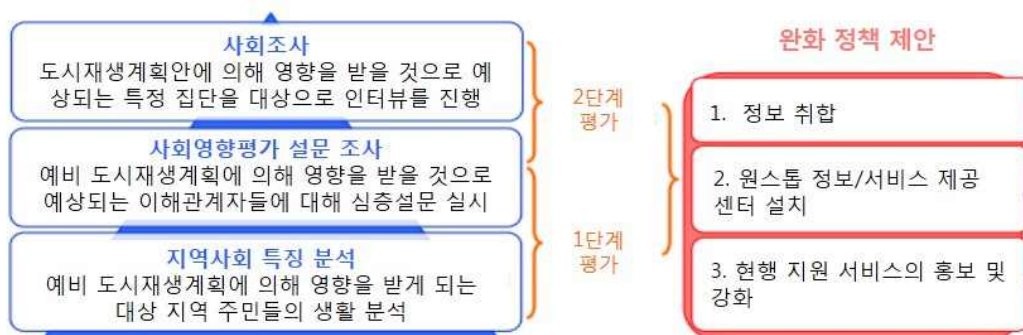 사회조사
도시재생계획안에 의해 영향을 받을 것으로 예
상되는 특정 집단을 대상으로 인터뷰를 진행
사회영향평가 설문 조사
예비 도시재생계획에 의해 영향을 받을 것으로
예상되는 이해관계자들에 대해 심층설문 실시
지역사회 특징 분석
예비 도시재생계획에 의해 영향을 받게 되는
대상 지역 주민들의 생활 분석
2단계
평가
1단계
평가
완화 정책 제안
1. 정보 취합
2. 원스톱 정보/서비스 제공
센터 설치
3. 현행 지원 서비스의 홍보 및
강화